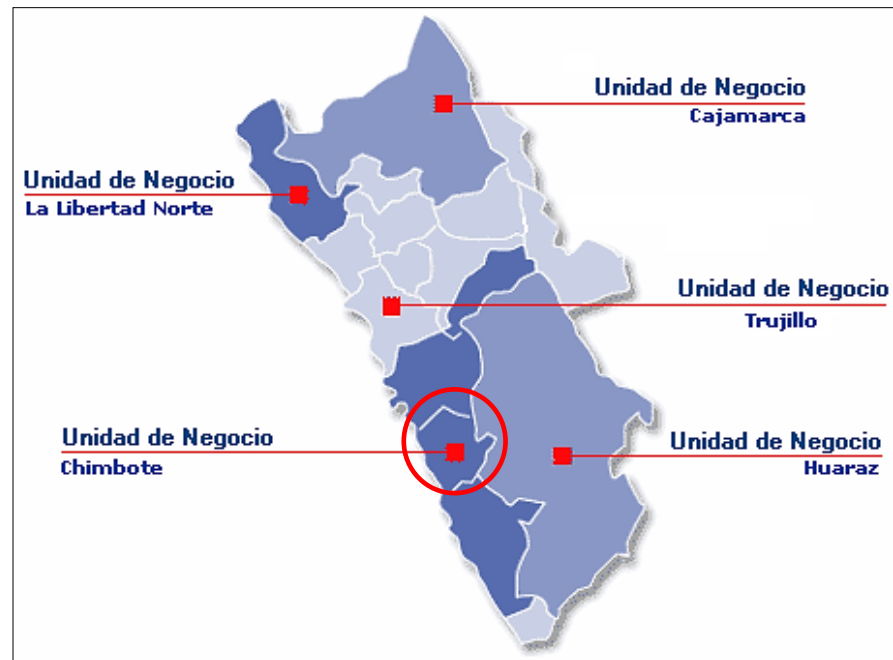 Unidad de Negocio
Cajamarca
Unidad de Negocio
La Libertad Norte
Unidad de Negocio
Trujillo
Unidad de Negocio
Chimbote
Unidad de Negocio
Huaraz